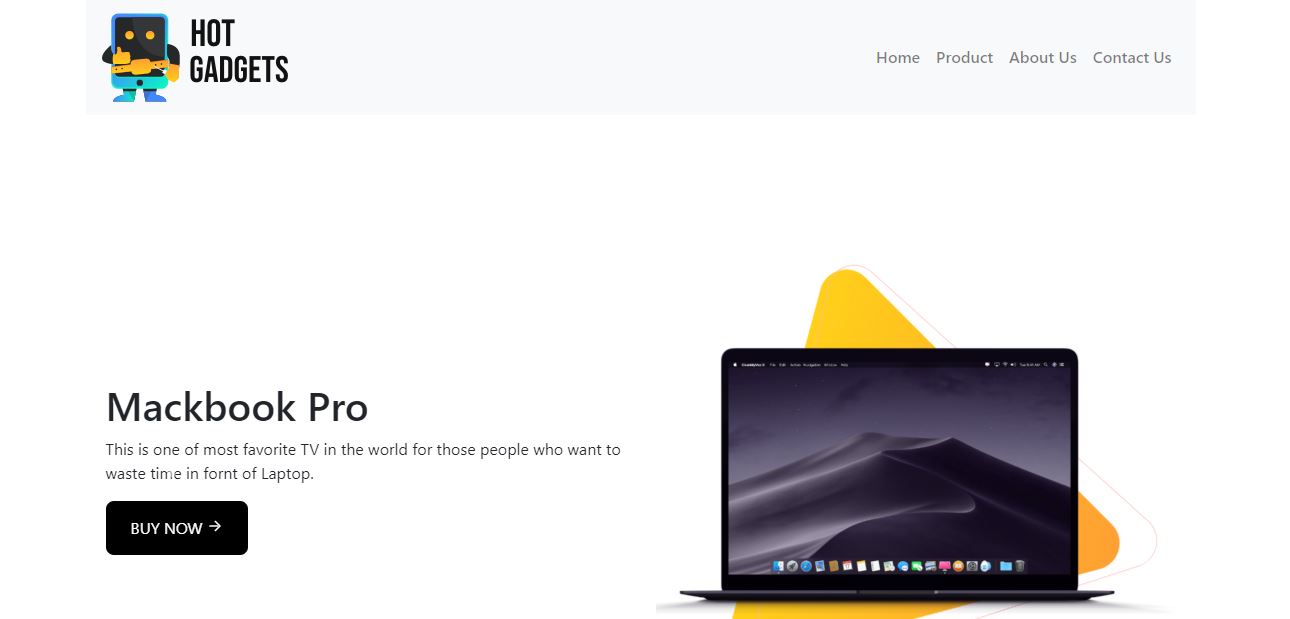 HOT
GADGETS
Home Product About Us Contact Us
Mackbook Pro
This is one of most favorite TV in the world for those people who want to
waste time in fornt of Laptop.
BUY NOW →